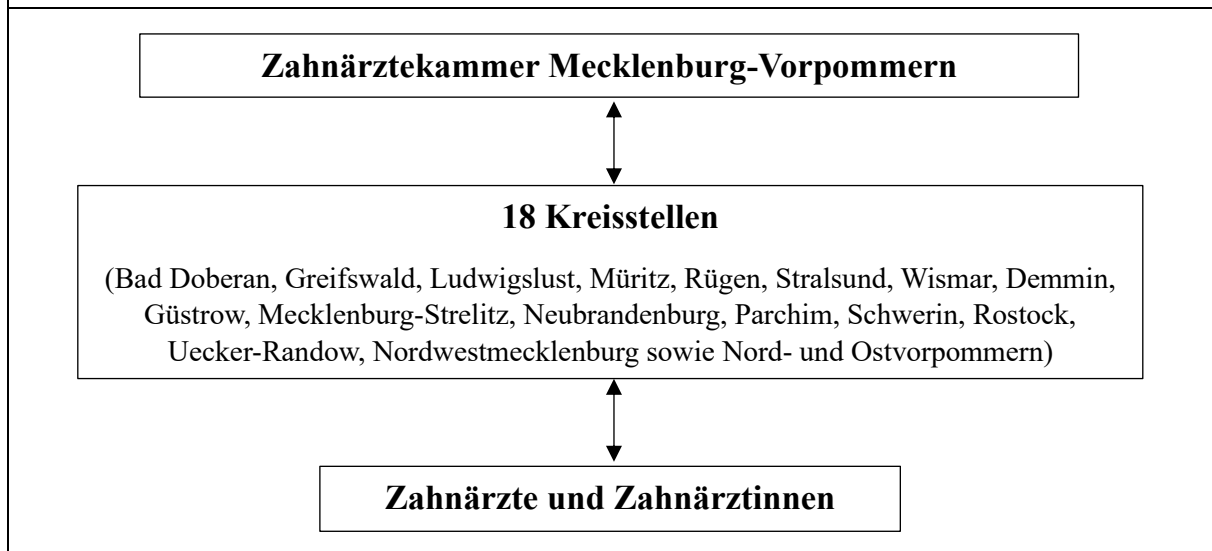 Zahnärztekammer Mecklenburg-Vorpommern
18 Kreisstellen
(Bad Doberan, Greifswald, Ludwigslust, Müritz, Rügen, Stralsund, Wismar, Demmin,
Güstrow, Mecklenburg-Strelitz, Neubrandenburg, Parchim, Schwerin, Rostock,
Uecker-Randow, Nordwestmecklenburg sowie Nord- und Ostvorpommern)
Zahnärzte und Zahnärztinnen